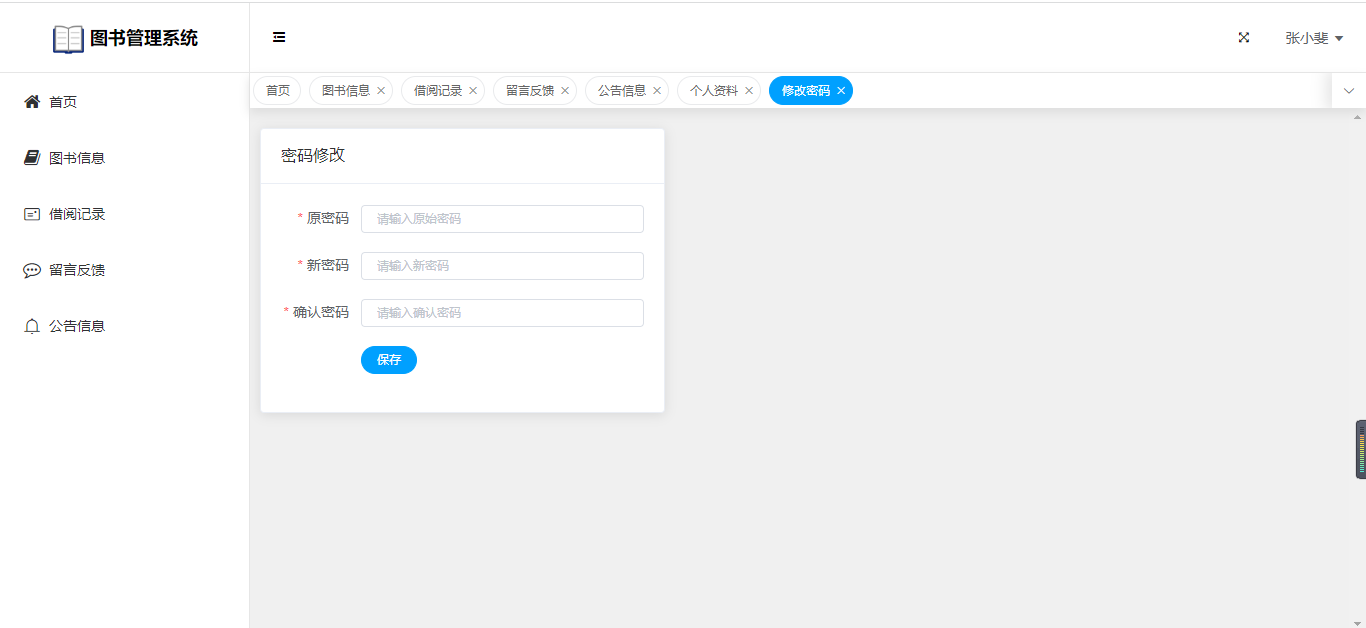 图书管理系统
张小斐
首页
图书信息
借阅记录
留言反馈
公告信息
首页 图书信息 借阅记录 留言反馈 公告信息 个人资料 修改密码
密码修改
* 原密码 请输入原始密码
* 新密码 请输入新密码
* 确认密码 请输入确认密码
保存